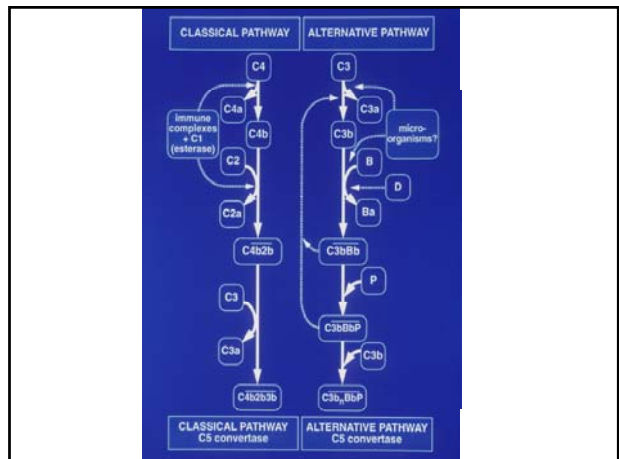 CLASSICAL PATHWAY
C4
C4a
immune
complexes
+ C1
(esterase)
C4b
C2
C2a
C4b2b
C3
C3a
C4b2b3b
CLASSICAL PATHWAY
C5 convertase
ALTERNATIVE PATHWAY
C3
C3a
C3b
micro-
organisms?
B
D
Ba
C3bBb
P
C3bBbP
C3b
C3bnBbP
ALTERNATIVE PATHWAY
C5 convertase